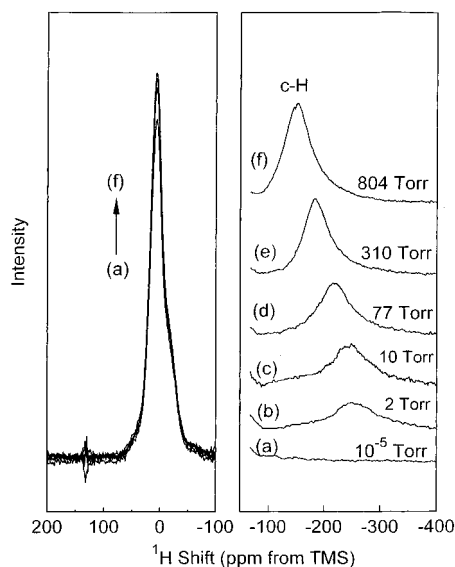 Intensity
(f)
(a)
200 100 0 -100
c-H
(f)
804 Torr
(e)
310 Torr
(d)
77 Torr
(c)
10 Torr
(b)
2 Torr
(a)
10⁻⁵ Torr
-100 -200 -300 -400
¹H Shift (ppm from TMS)